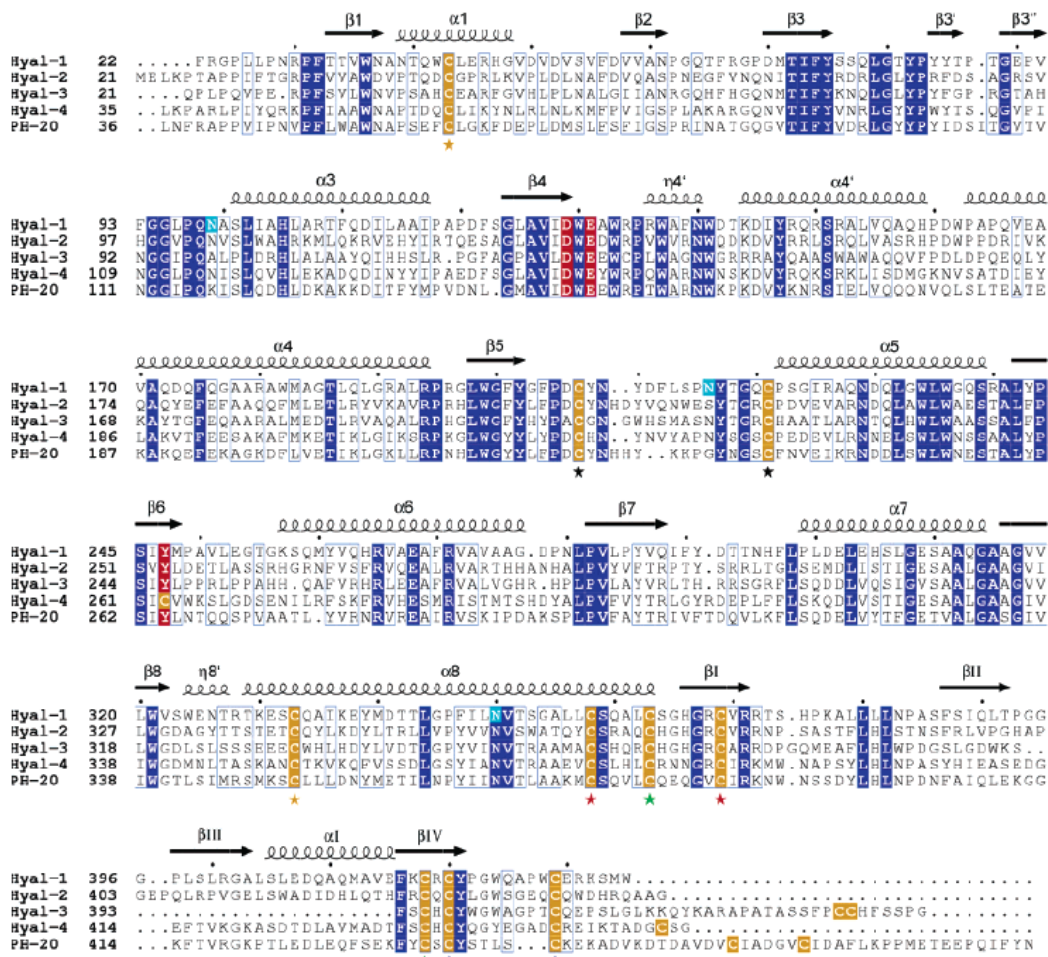 β1 α1 β2 β3 β3' β3''
Hyal-1 22 .....FRGPLLPNRPFTTVWNANTQWCLERHGVDVDVSVFDVVANPGQTFRGPDMTIFYSSQLGTYPYYTP.TGEPV
Hyal-2 21 MELKPTAPPIFTGRPFVVAWDVPTQDCGPRLKVPLDLNAFDVQASPNEGFVNQNITIFYRDRLGLYPRFDS.AGRSV
Hyal-3 21 ...QPLPQVPE.RPFSVLWNVPSAHCEARFGVHLPLNALGIIANRGQHFHGQNMTIFYKNQLGLYPYFGP.RGTAH
Hyal-4 35 ..LKPARLPIYQRKPFIAAWNAPTDQCLIKYNLRLNLKMFPVIGSPLAKARGQNVTIFYVNRLGYYPWYTS.QGVPI
PH-20 36 ..LNFRAPPVIPNVPFLWAWNAPSEFCLGKFDEPLDMSLFSFIGSPRINATGQGVTIFYVDRLGYYPYIDSITGVTV
α3 β4 η4' α4'
Hyal-1 93 FGGLPQNASLIAHLARTFQDILAAIPAPDFSGLAVIDWEAWRPRWAFNWDTKDIYRQRSRALVQAQHPDWPAPQVEA
Hyal-2 97 HGGVPQNVSLWAHRKMLQKRVEHYIRTQESAGLAVIDWEDWRPVWVRNWQDKDVYRRLSRQLVASRHPDWPPDRIVK
Hyal-3 92 NGGIPQALPLDRHLALAAYQIHHSLR.PGFAGPAVLDWEEWCPLWAGNWGRRRAYQAASWAWAQQVFPDLDPQEQLY
Hyal-4 109 NGGLPQNISLQVHLEKADQDINYYIPAEDFSGLAVIDWEYWRPQWARNWNSKDVYRQKSRKLISDMGKNVSATDIEY
PH-20 111 NGGIPQKISLQDHLDKAKKDITFYMPVDNL.GMAVIDWEEWRPTWARNWKPKDVYKNRSIELVQQQNVQLSLTEATE
α4 β5 α5
Hyal-1 170 VAQDQFQGAARAWMAGTLQLGRALRPRGLWGFYGFPDCYN..YDFLSPNYTGQCPSGIRAQNDQLGWLWGQSRALYP
Hyal-2 174 QAQYEFEFAAQQFMLETLRYVKAVRPRHLWGFYLFPDCYNHDYVQNWESYTGRCPDVEVARNDQLAWLWAESTALFP
Hyal-3 168 KAYTGFEQAARALMEDTLRVAQALRPHGLWGFYHYPACGN.GWHSMASNYTGRCHAATLARNTQLHWLWAASSALFP
Hyal-4 186 LAKVTFEESAKAFMKETIKLGIKSRPKGLWGYYLYPDCHN..YNVYAPNYSGSCPEDEVLRNNELSWLWNSSAALYP
PH-20 187 KAKQEFEKAGKDFLVETIKLGKLLRPNHLWGYYLFPDCYNHHY..KKPGYNGSCFNVEIKRNDDLSWLWNESTALYP
β6 α6 β7 α7
Hyal-1 245 SIYMPAVLEGTGKSQMYVQHRVAEAFRVAVAAG.DPNLPVLPYVQIFYD.TTNHFLPLDELEHSLGESAAQGAAGVV
Hyal-2 251 SVYLDETLASSRHGRNFVSFRVQEALRVARTHHANHALPVYVFTRPTY.SRRLTGLSEMDLISTIGESAALGAAGVI
Hyal-3 244 SIYLPPRLPPAHH.QAFVRHRLEEAFRVALVGHR.HPLPVLAYVRLTH.RRSGRFLSQDDLVQSIGVSAALGAAGVV
Hyal-4 261 SICVWKSLGDSENILRFSKFRVHESMRISTMTSHDYALPVFVYTRLGYRDEPLFFLSKQDLVSTIGESAALGAAGIV
PH-20 262 SIYLNTQQSPVAATL.YVRNRVREAIRVSKIPDAKSPLPVFAYTRIVFTDQVLKFLSQDELVYTFGETVALGASGIV
β8 η8' α8 βI βII
Hyal-1 320 LWVSWENTRTKESCQAIKEYMDTTLGPFILNVTSGALLCSQALCSGHGRCVRRTS.HPKALLLLNPASFSIQLTPGG
Hyal-2 327 LWGDAGYTTSTETCQYLKDYLTRLLVPYVVNVSWATQYCSRAQCHGHGRCVRRNP.SASTFLHLSTNSFRLVPGHAP
Hyal-3 318 LWGDLSLSSSEEECWHLHDYLVDTLGPYVINVTRAAMACSHQRCHGHGRCARRDPGQMEAFLHLWPDGSLGDWKS..
Hyal-4 338 IWGDMNLTASKANCTKVKQFVSSDLGSYIANVTRAAEVCSLHLCRNNGRCIRKMW.NAPSYLHLNPASYHIEASEDG
PH-20 338 IWGTLSIMRSMKSCLLLDNYMETILNPYIINVTLAAKMCSQVLCQEQGVCIRKNW.NSSDYLHLNPDNFAIQLEKGG
βIII αI βIV
Hyal-1 396 G..PLSLRGALSLEDQAQMAVEFKCRCYPGWQAPWCERKSMW....................................
Hyal-2 403 GEPQLRPVGELSWADIDHLQTHFRCQCYLGWSGEQCQWDHRQAAG...............................
Hyal-3 393 ......................FSCHCYWGWAGPTCQEPSLGLKKQYKARAPATASSFPCCHFSSPG...........
Hyal-4 414 ...EFTVKGKASDTDLAVMADTFSCHCYQGYEGADCREIKTADGCSG..............................
PH-20 414 ...KFTVRGKPTLEDLEQFSEKFYCSCYSTLS...CKEKADVKDTDAVDVCIADGVCIDAFLKPPMETEEPQIFYN